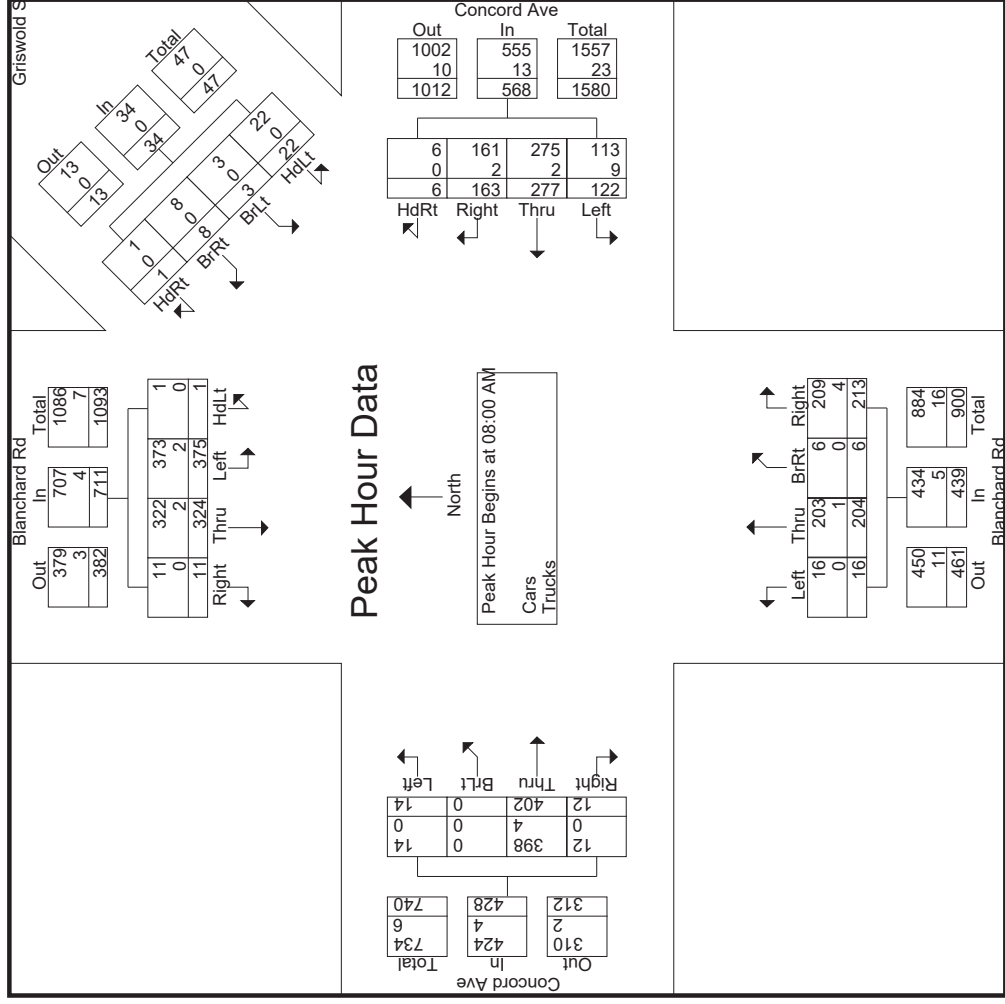 Griswold S
Out
13
0
13
In
34
0
34
Total
47
0
47
1
0
1
HdRt
8
0
8
BrRt
3
0
3
BrLt
22
0
22
HdLt
Concord Ave
Out In Total
1002 555 1557
10 13 23
1012 568 1580
6 161 275 113
0 2 2 9
6 163 277 122
HdRt Right Thru Left
Blanchard Rd
Out In Total
379 707 1086
3 4 7
382 711 1093
11 322 373 1
0 2 2 0
11 324 375 1
Right Thru Left HdLt
Peak Hour Data
North
Peak Hour Begins at 08:00 AM
Cars
Trucks
Left Thru BrRt Right
16 203 6 209
0 1 0 4
16 204 6 213
450 434 884
11 5 16
461 439 900
Out In Total
Blanchard Rd
Left BrLt Thru Right
14 0 402 12
0 0 4 0
14 0 398 12
740 428 312
6 4 2
734 424 310
Total In Out
Concord Ave